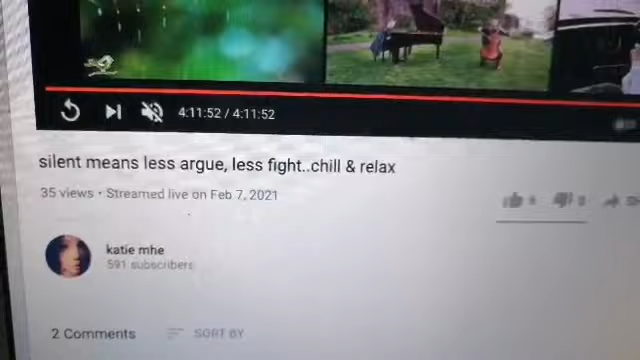 4:11:52 / 4:11:52
silent means less argue, less fight..chill & relax
35 views • Streamed live on Feb 7, 2021
katie mhe
591 subscribers
2 Comments
SORT BY